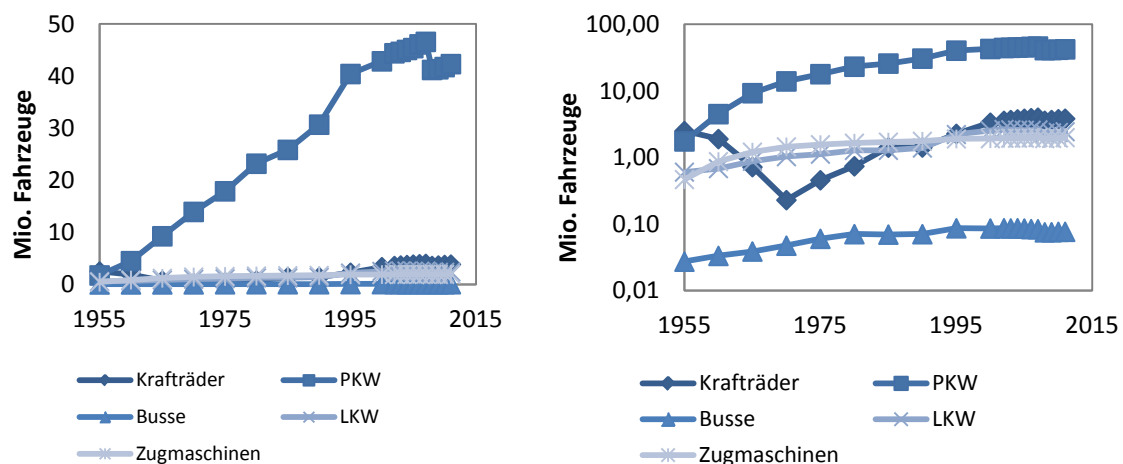 Mio. Fahrzeuge
50
40
30
20
10
0
1955 1975 1995 2015
Krafträder PKW
Busse LKW
Zugmaschinen
Mio. Fahrzeuge
100,00
10,00
1,00
0,10
0,01
1955 1975 1995 2015
Krafträder PKW
Busse LKW
Zugmaschinen